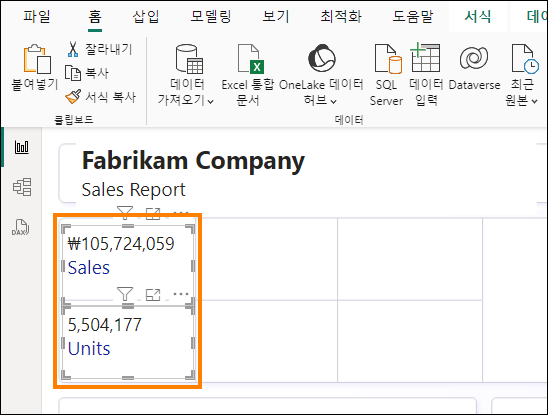 파일 홈 삽입 모델링 보기 최적화 도움말 서식
붙여넣기
잘라내기
복사
서식 복사
클립보드
데이터 가져오기
Excel 통합 문서
OneLake 데이터 허브
SQL Server
데이터 입력
Dataverse
최근 원본
데이터
DAX
Fabrikam Company
Sales Report
₩105,724,059
Sales
5,504,177
Units